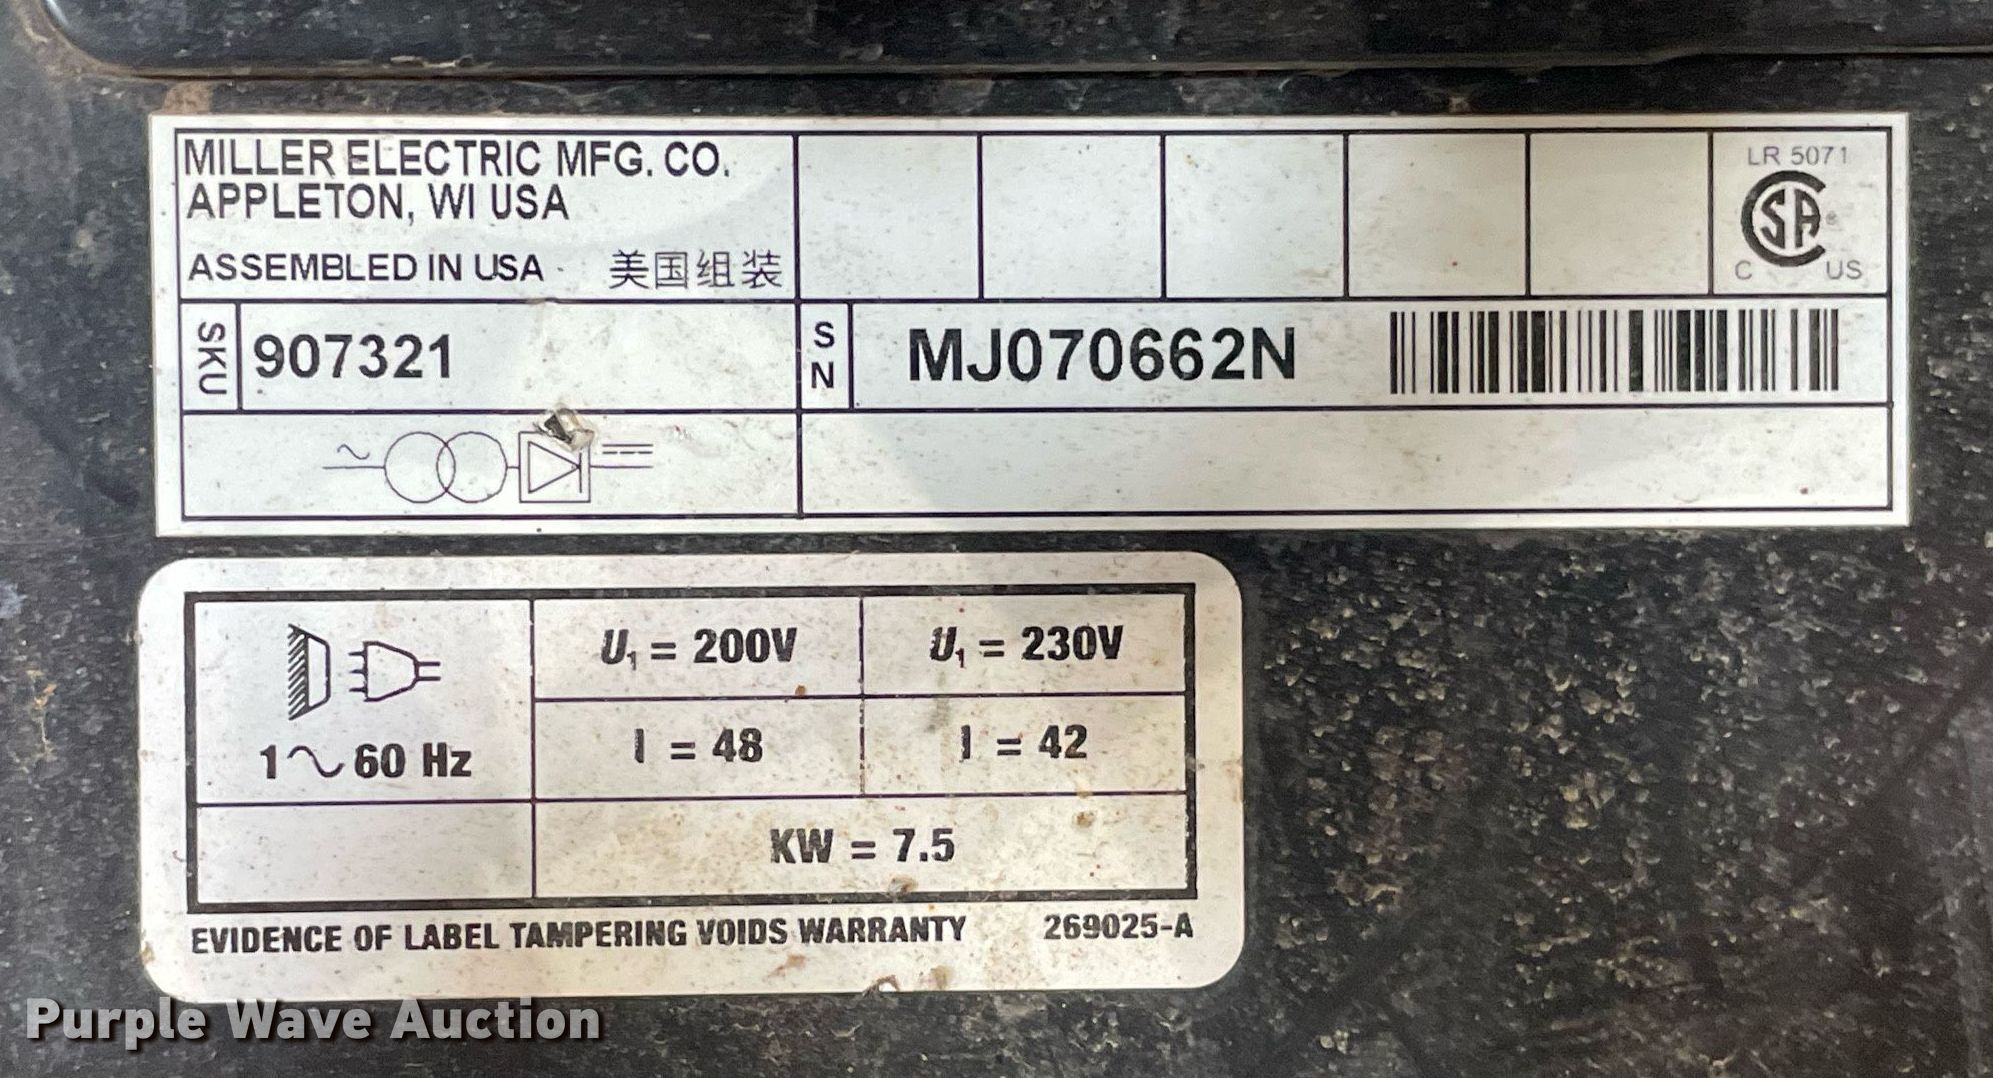 MILLER ELECTRIC MFG. CO.
APPLETON, WI USA
ASSEMBLED IN USA 美国组装
LR 5071
CSA®
C US
SKU 907321
SN MJ070662N
U₁ = 200V
U₁ = 230V
1~60 Hz
I = 48
I = 42
KW = 7.5
EVIDENCE OF LABEL TAMPERING VOIDS WARRANTY 269025-A
Purple Wave Auction